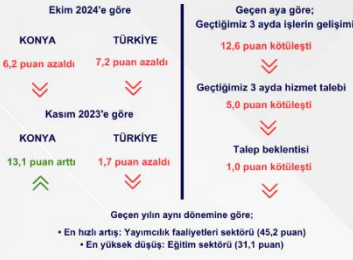 Ekim 2024'e göre
KONYA
TÜRKİYE
6,2 puan azaldı
7,2 puan azaldı
Kasım 2023'e göre
KONYA
TÜRKİYE
13,1 puan arttı
1,7 puan azaldı
Geçen aya göre;
Geçtiğimiz 3 ayda işlerin gelişimi
12,6 puan kötüleşti
Geçtiğimiz 3 ayda hizmet talebi
5,0 puan kötüleşti
Talep beklentisi
1,0 puan kötüleşti
Geçen yılın aynı dönemine göre;
• En hızlı artış: Yayımcılık faaliyetleri sektörü (45,2 puan)
• En yüksek düşüş: Eğitim sektörü (31,1 puan)